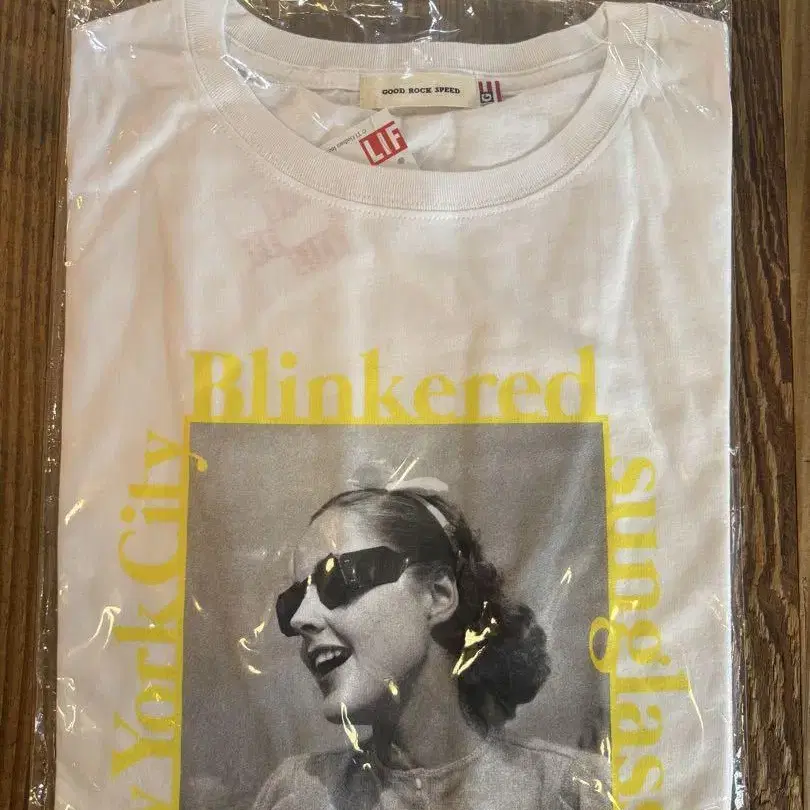 GOOD ROCK SPEED
G
LIF
Blinkered
sunglas
York City